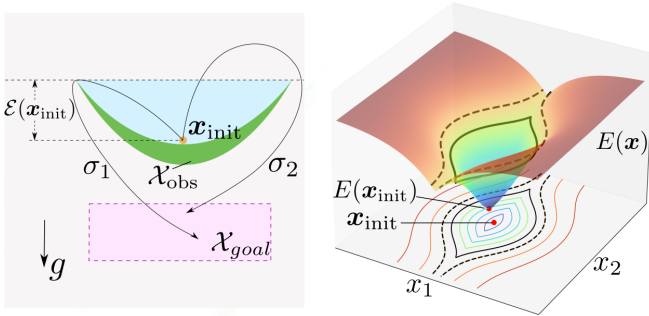 ℰ(𝒙init)
𝒙init
σ1
𝒳obs
σ2
𝒳goal
g
E(𝒙)
E(𝒙init)
𝒙init
x1
x2